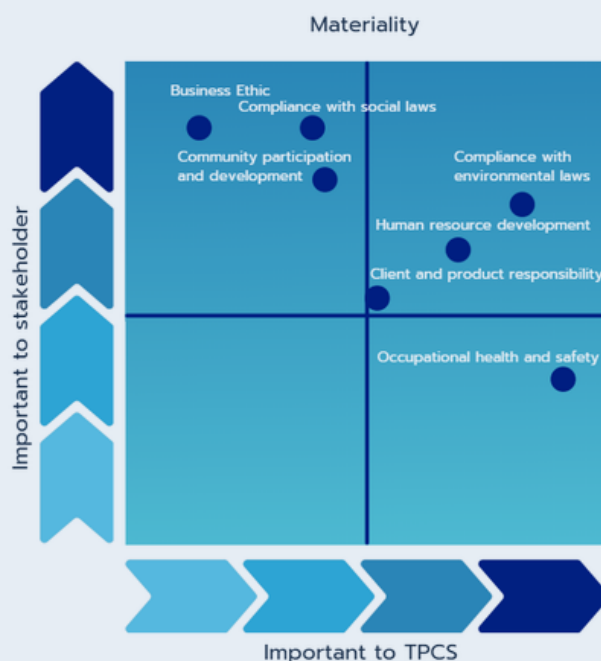 Materiality
Business Ethic
Compliance with social laws
Community participation
and development
Compliance with
environmental laws
Human resource development
Client and product responsibility
Occupational health and safety
Important to stakeholder
Important to TPCS